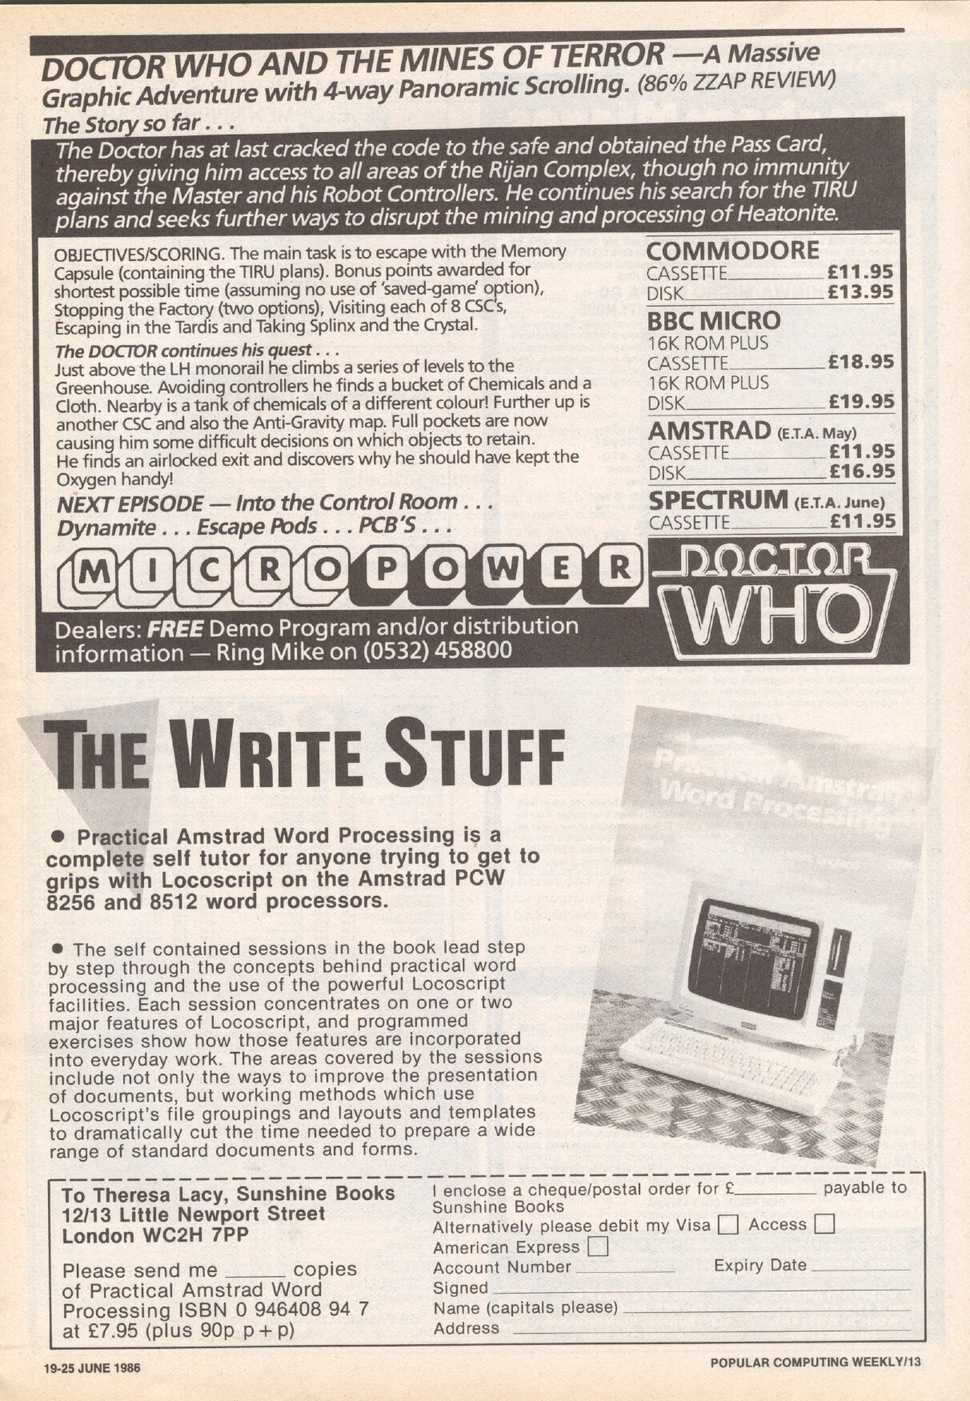 DOCTOR WHO AND THE MINES OF TERROR —A Massive
Graphic Adventure with 4-way Panoramic Scrolling. (86% ZZAP REVIEW)
The Story so far . . .
The Doctor has at last cracked the code to the safe and obtained the Pass Card,
thereby giving him access to all areas of the Rijan Complex, though no immunity
against the Master and his Robot Controllers. He continues his search for the TIRU
plans and seeks further ways to disrupt the mining and processing of Heatonite.
OBJECTIVES/SCORING. The main task is to escape with the Memory
Capsule (containing the TIRU plans). Bonus points awarded for
shortest possible time (assuming no use of 'saved-game' option),
Stopping the Factory (two options), Visiting each of 8 CSC's,
Escaping in the Tardis and Taking Splinx and the Crystal.
The DOCTOR continues his quest . . .
Just above the LH monorail he climbs a series of levels to the
Greenhouse. Avoiding controllers he finds a bucket of Chemicals and a
Cloth. Nearby is a tank of chemicals of a different colour! Further up is
another CSC and also the Anti-Gravity map. Full pockets are now
causing him some difficult decisions on which objects to retain.
He finds an airlocked exit and discovers why he should have kept the
Oxygen handy!
NEXT EPISODE — Into the Control Room . . .
Dynamite . . . Escape Pods . . . PCB'S . . .
COMMODORE
CASSETTE £11.95
DISK £13.95
BBC MICRO
16K ROM PLUS
CASSETTE £18.95
16K ROM PLUS
DISK £19.95
AMSTRAD (E.T.A. May)
CASSETTE £11.95
DISK £16.95
SPECTRUM (E.T.A. June)
CASSETTE £11.95
MICROPOWER
DOCTOR
WHO
Dealers: FREE Demo Program and/or distribution
information — Ring Mike on (0532) 458800
THE WRITE STUFF
● Practical Amstrad Word Processing is a
complete self tutor for anyone trying to get to
grips with Locoscript on the Amstrad PCW
8256 and 8512 word processors.
● The self contained sessions in the book lead step
by step through the concepts behind practical word
processing and the use of the powerful Locoscript
facilities. Each session concentrates on one or two
major features of Locoscript, and programmed
exercises show how those features are incorporated
into everyday work. The areas covered by the sessions
include not only the ways to improve the presentation
of documents, but working methods which use
Locoscript's file groupings and layouts and templates
to dramatically cut the time needed to prepare a wide
range of standard documents and forms.
Practical Amstrad
Word Processing
To Theresa Lacy, Sunshine Books
12/13 Little Newport Street
London WC2H 7PP
Please send me ______ copies
of Practical Amstrad Word
Processing ISBN 0 946408 94 7
at £7.95 (plus 90p p + p)
I enclose a cheque/postal order for £________ payable to
Sunshine Books
Alternatively please debit my Visa Access
American Express
Account Number Expiry Date
Signed
Name (capitals please)
Address
19-25 JUNE 1986
POPULAR COMPUTING WEEKLY/13